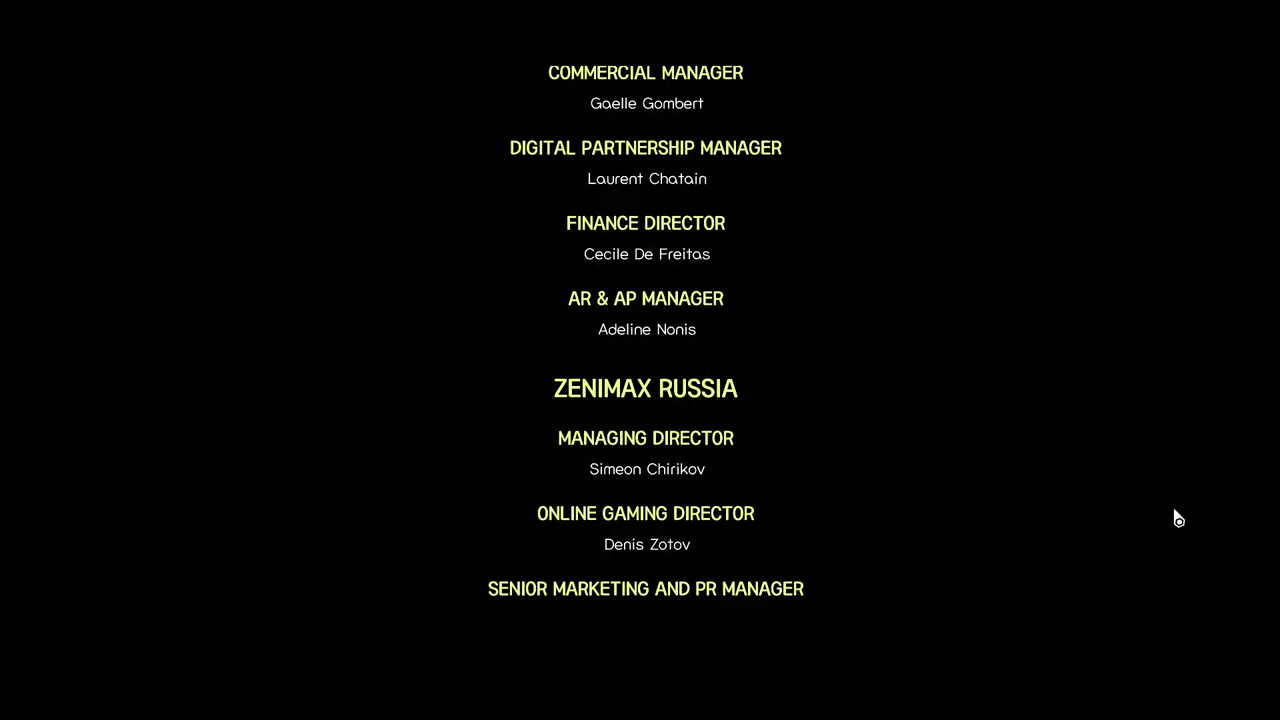 COMMERCIAL MANAGER
Gaelle Gombert
DIGITAL PARTNERSHIP MANAGER
Laurent Chatain
FINANCE DIRECTOR
Cecile De Freitas
AR & AP MANAGER
Adeline Nonis
ZENIMAX RUSSIA
MANAGING DIRECTOR
Simeon Chirikov
ONLINE GAMING DIRECTOR
Denis Zotov
SENIOR MARKETING AND PR MANAGER